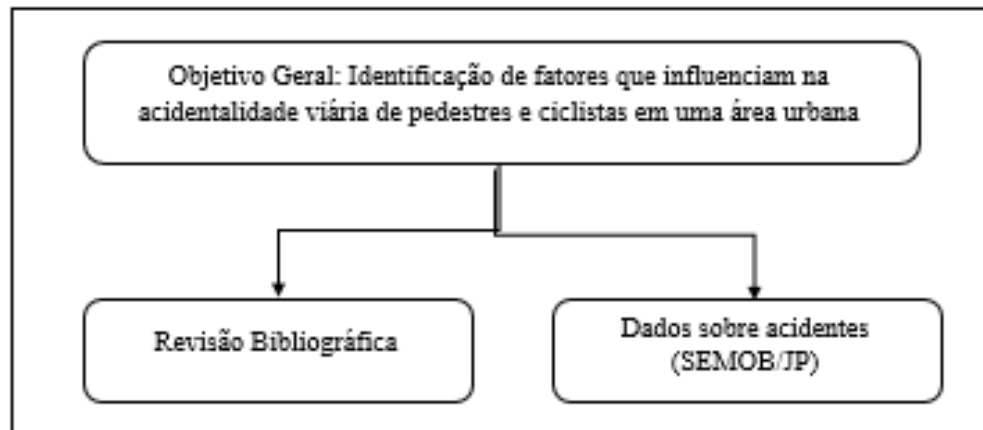 Objetivo Geral: Identificação de fatores que influenciam na
acidentalidade viária de pedestres e ciclistas em uma área urbana
Revisão Bibliográfica
Dados sobre acidentes
(SEMOB/JP)